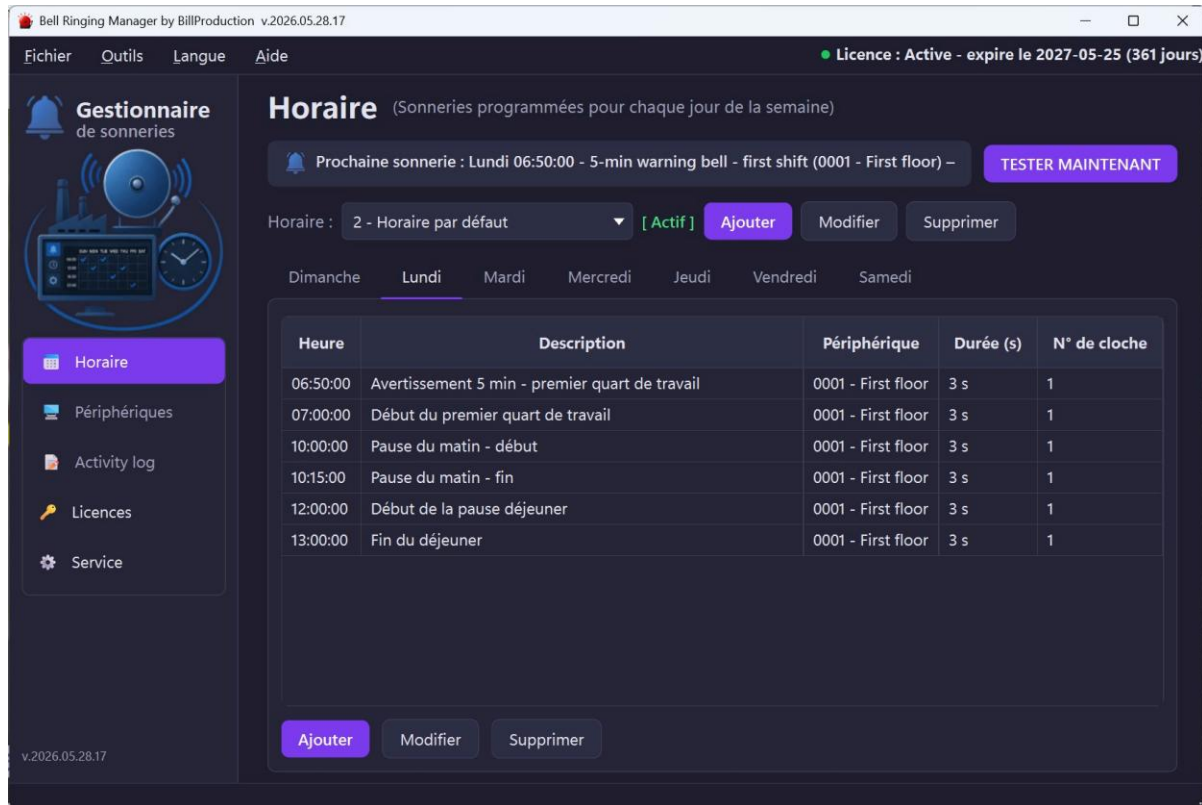 Bell Ringing Manager by BillProduction v.2026.05.28.17
Fichier Outils Langue Aide
Licence : Active - expire le 2027-05-25 (361 jours)
Gestionnaire
de sonneries
SUN MON TUE WED THU FRI SAT
Horaire
Périphériques
Activity log
Licences
Service
v.2026.05.28.17
Horaire (Sonneries programmées pour chaque jour de la semaine)
Prochaine sonnerie : Lundi 06:50:00 - 5-min warning bell - first shift (0001 - First floor) –
TESTER MAINTENANT
Horaire : 2 - Horaire par défaut [ Actif ] Ajouter Modifier Supprimer
Dimanche Lundi Mardi Mercredi Jeudi Vendredi Samedi
Heure Description Périphérique Durée (s) N° de cloche
06:50:00 Avertissement 5 min - premier quart de travail 0001 - First floor 3 s 1
07:00:00 Début du premier quart de travail 0001 - First floor 3 s 1
10:00:00 Pause du matin - début 0001 - First floor 3 s 1
10:15:00 Pause du matin - fin 0001 - First floor 3 s 1
12:00:00 Début de la pause déjeuner 0001 - First floor 3 s 1
13:00:00 Fin du déjeuner 0001 - First floor 3 s 1
Ajouter Modifier Supprimer